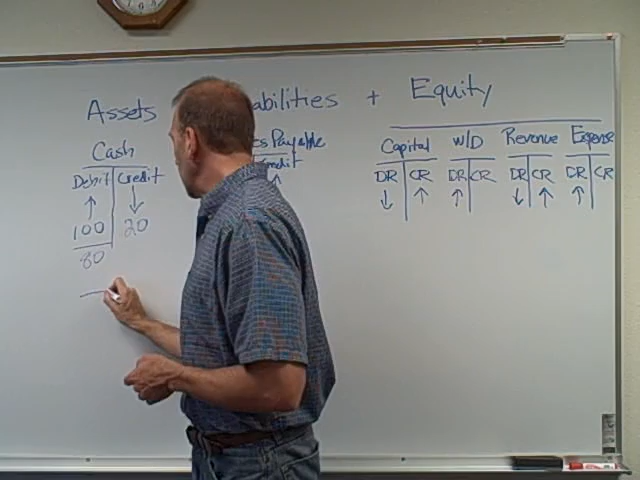 Assets abilities + Equity
Cash es Payable Capital W/D Revenue Expense
Debit Credit redit DR CR DR CR DR CR DR CR
100 20
80